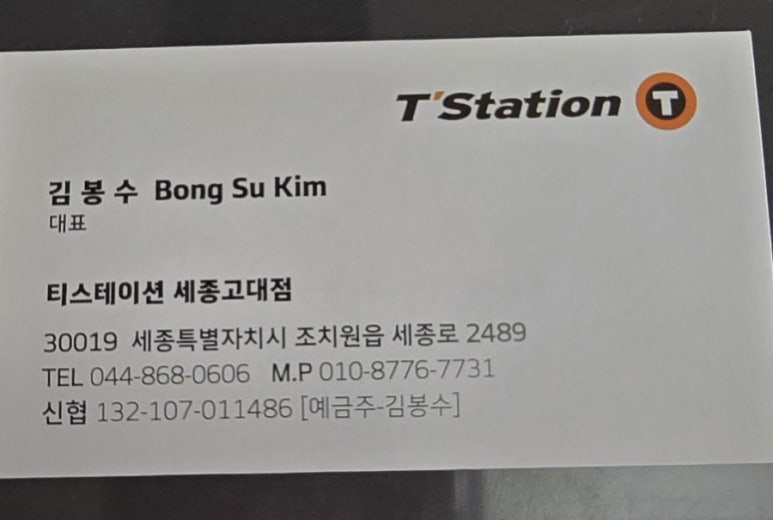 T'Station T
김 봉 수 Bong Su Kim
대표
티스테이션 세종고대점
30019 세종특별자치시 조치원읍 세종로 2489
TEL 044-868-0606 M.P 010-8776-7731
신협 132-107-011486 [예금주-김봉수]